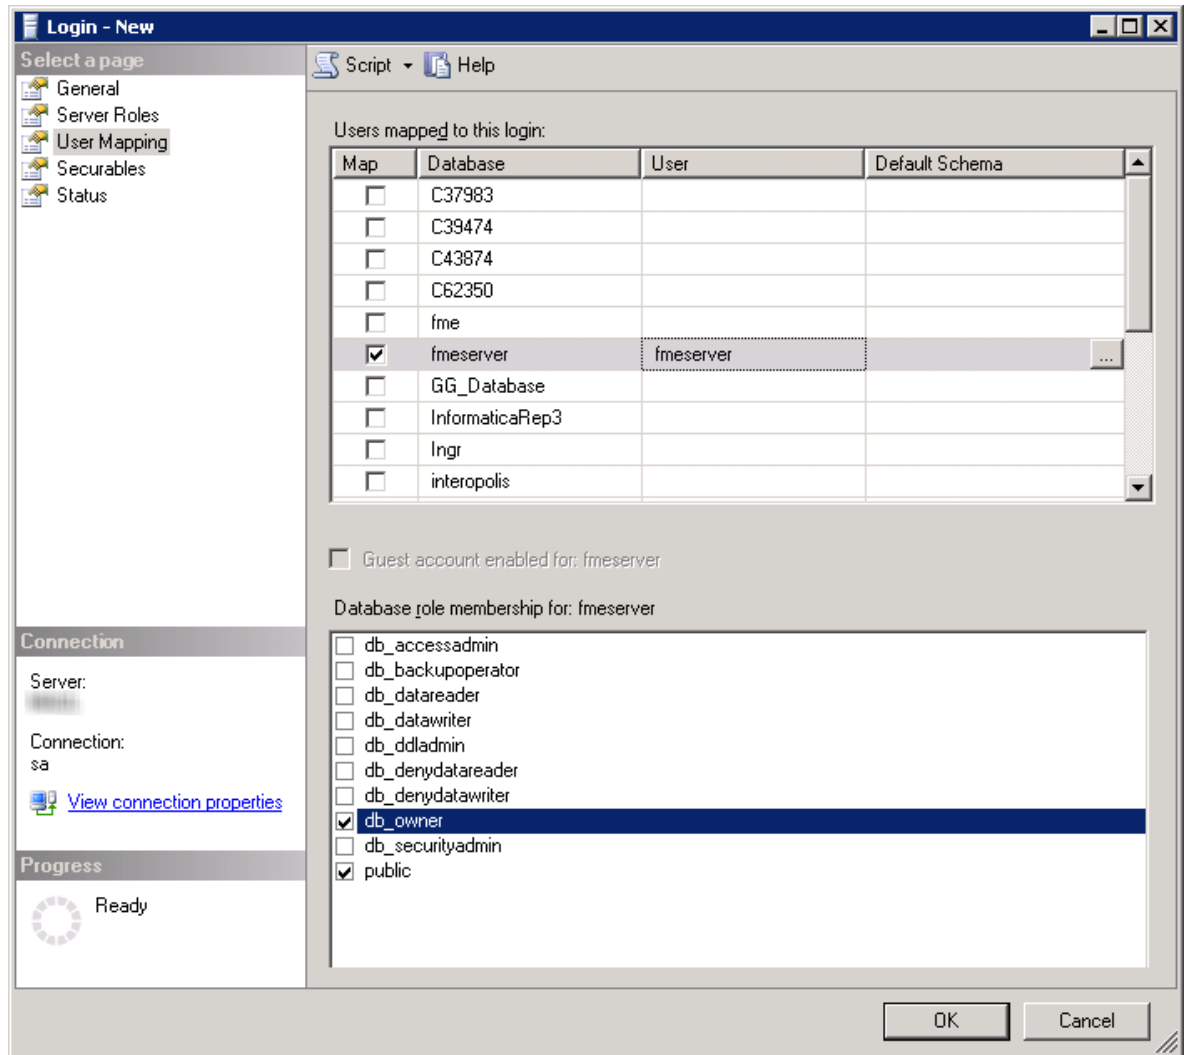 Login - New
Select a page
General
Server Roles
User Mapping
Securables
Status
Script Help
Users mapped to this login:
Map Database User Default Schema
C37983
C39474
C43874
C62350
fme
fmeserver fmeserver ...
GG_Database
InformaticaRep3
Ingr
interopolis
Guest account enabled for: fmeserver
Database role membership for: fmeserver
db_accessadmin
db_backupoperator
db_datareader
db_datawriter
db_ddladmin
db_denydatareader
db_denydatawriter
db_owner
db_securityadmin
public
Connection
Server:
Connection:
sa
View connection properties
Progress
Ready
OK Cancel